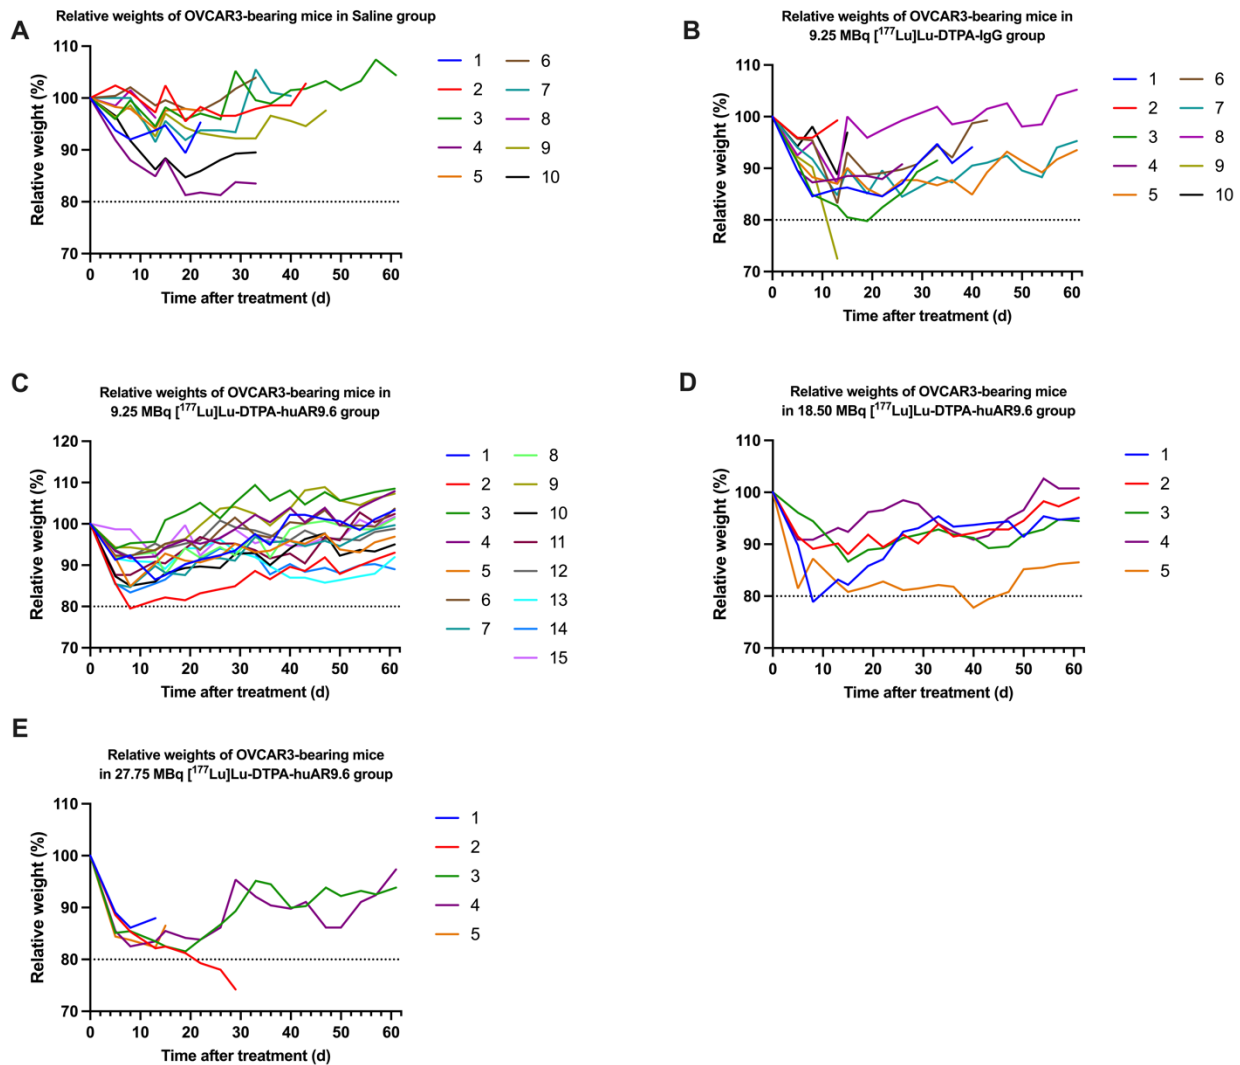 A
Relative weights of OVCAR3-bearing mice in Saline group
Relative weight (%)
110
100
90
80
70
0 10 20 30 40 50 60
Time after treatment (d)
1 6
2 7
3 8
4 9
5 10
B
Relative weights of OVCAR3-bearing mice in
9.25 MBq [¹⁷⁷Lu]Lu-DTPA-IgG group
Relative weight (%)
110
100
90
80
70
0 10 20 30 40 50 60
Time after treatment (d)
1 6
2 7
3 8
4 9
5 10
C
Relative weights of OVCAR3-bearing mice in
9.25 MBq [¹⁷⁷Lu]Lu-DTPA-huAR9.6 group
Relative weight (%)
120
110
100
90
80
70
0 10 20 30 40 50 60
Time after treatment (d)
1 8
2 9
3 10
4 11
5 12
6 13
7 14
15
D
Relative weights of OVCAR3-bearing mice
in 18.50 MBq [¹⁷⁷Lu]Lu-DTPA-huAR9.6 group
Relative weight (%)
110
100
90
80
70
0 10 20 30 40 50 60
Time after treatment (d)
1
2
3
4
5
E
Relative weights of OVCAR3-bearing mice
in 27.75 MBq [¹⁷⁷Lu]Lu-DTPA-huAR9.6 group
Relative weight (%)
110
100
90
80
70
0 10 20 30 40 50 60
Time after treatment (d)
1
2
3
4
5